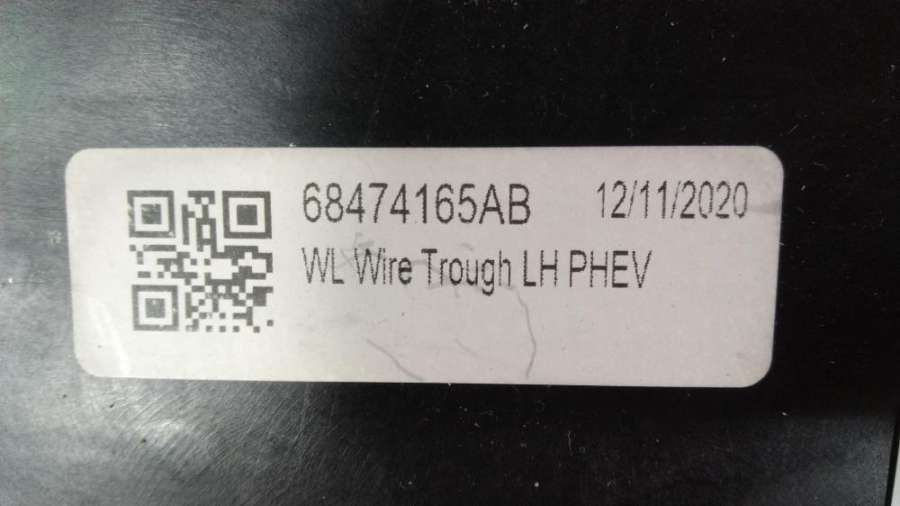 68474165AB 12/11/2020
WL Wire Trough LH PHEV